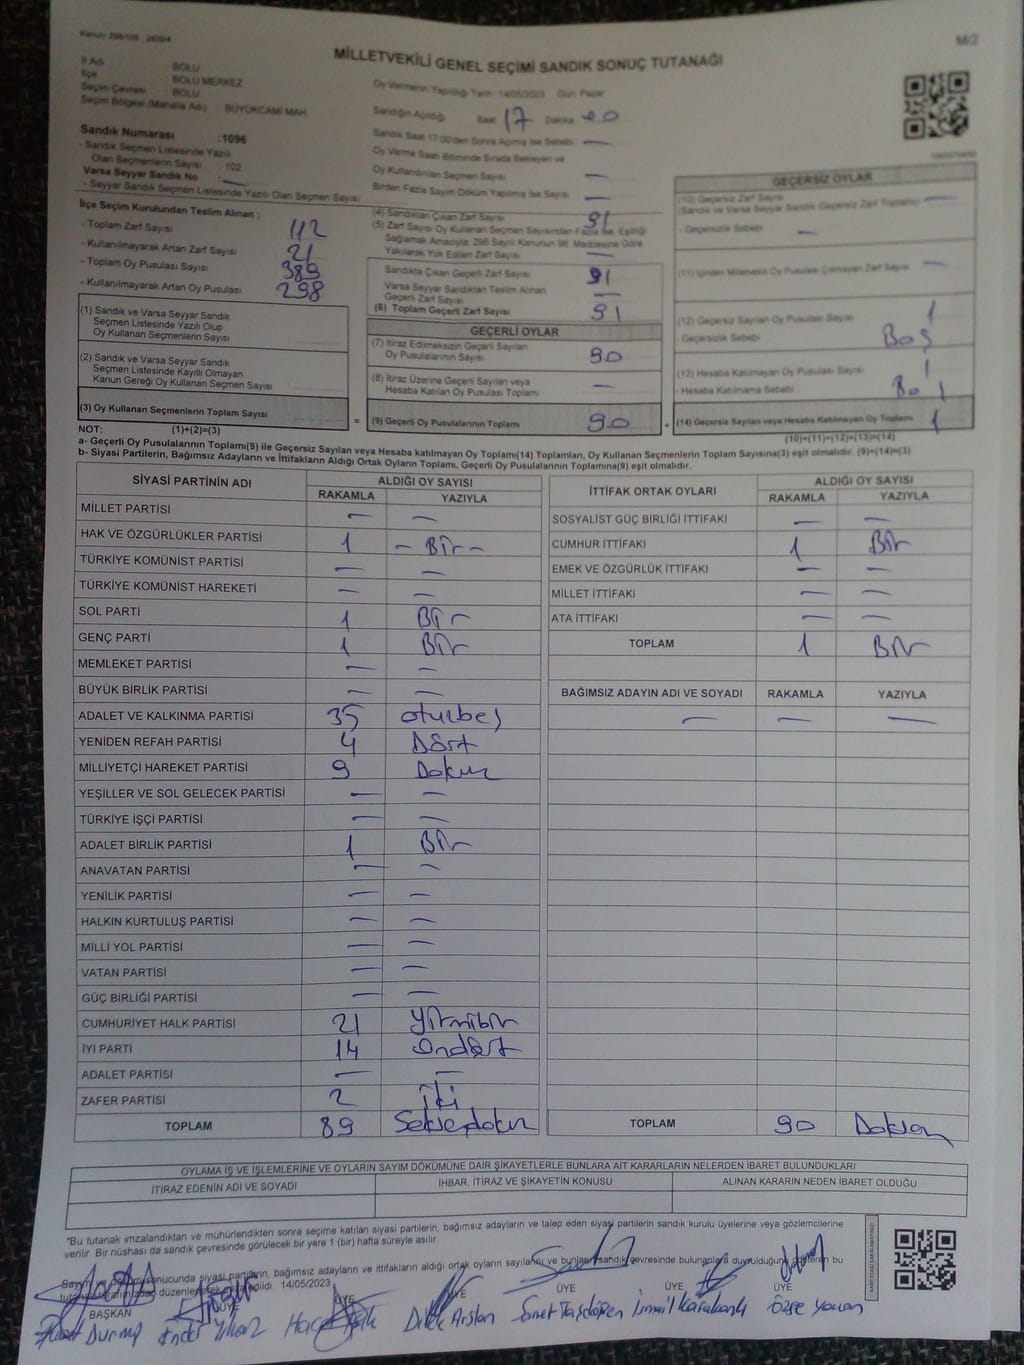 Kanun: 298/105 : 2839/4
M/2
MİLLETVEKİLİ GENEL SEÇİMİ SANDIK SONUÇ TUTANAĞI
İl Adı : BOLU
İlçe : BOLU MERKEZ
Seçim Çevresi : BOLU
Seçim Bölgesi (Mahalle Adı) : BÜYÜKCAMİ MAH.
Oy Vermenin Yapıldığı Tarih: 14/05/2023 Gün: Pazar
Sandığın Açıldığı Saat 17 Dakika 00
Sandık Saat 17:00'den Sonra Açılmış İse Sebebi: —
Oy Verme Saati Bitiminde Sırada Bekleyen ve
Oy Kullandırılan Seçmen Sayısı —
Birden Fazla Sayım Döküm Yapılmış İse Sayısı —
Sandık Numarası :1096
- Sandık Seçmen Listesinde Yazılı
Olan Seçmenlerin Sayısı : 102
Varsa Seyyar Sandık No : —
- Seyyar Sandık Seçmen Listesinde Yazılı Olan Seçmen Sayısı
İlçe Seçim Kurulundan Teslim Alınan ;
- Toplam Zarf Sayısı 112
- Kullanılmayarak Artan Zarf Sayısı 21
- Toplam Oy Pusulası Sayısı 389
- Kullanılmayarak Artan Oy Pusulası 298
(1) Sandık ve Varsa Seyyar Sandık
Seçmen Listesinde Yazılı Olup
Oy Kullanan Seçmenlerin Sayısı
(2) Sandık ve Varsa Seyyar Sandık
Seçmen Listesinde Kayıtlı Olmayan
Kanun Gereği Oy Kullanan Seçmen Sayısı
(3) Oy Kullanan Seçmenlerin Toplam Sayısı
(4) Sandıktan Çıkan Zarf Sayısı 91
(5) Zarf Sayısı Oy Kullanan Seçmen Sayısından Fazla İse, Eşitliği
Sağlamak Amacıyla; 298 Sayılı Kanunun 98. Maddesine Göre
Yakılarak Yok Edilen Zarf Sayısı —
Sandıkta Çıkan Geçerli Zarf Sayısı 91
Varsa Seyyar Sandıktan Teslim Alınan
Geçerli Zarf Sayısı —
(6) Toplam Geçerli Zarf Sayısı 91
GEÇERLİ OYLAR
(7) İtiraz Edilmeksizin Geçerli Sayılan
Oy Pusulalarının Sayısı 90
(8) İtiraz Üzerine Geçerli Sayılan veya
Hesaba Katılan Oy Pusulası Toplamı —
= (9) Geçerli Oy Pusulalarının Toplamı 90 +
GEÇERSİZ OYLAR
(10) Geçersiz Zarf Sayısı —
(Sandık ve Varsa Seyyar Sandık Geçersiz Zarf Toplamı)
- Geçersizlik Sebebi —
(11) İçinden Milletvekili Oy Pusulası Çıkmayan Zarf Sayısı —
(12) Geçersiz Sayılan Oy Pusulası Sayısı 1
- Geçersizlik Sebebi Boş
(13) Hesaba Katılmayan Oy Pusulası Sayısı
- Hesaba Katılmama Sebebi
(14) Geçersiz Sayılan veya Hesaba Katılmayan Oy Toplamı 1
NOT: (1)+(2)=(3)
(10)+(11)+(12)+(13)=(14)
a- Geçerli Oy Pusulalarının Toplamı(9) ile Geçersiz Sayılan veya Hesaba katılmayan Oy Toplamı(14) Toplamları, Oy Kullanan Seçmenlerin Toplam Sayısına(3) eşit olmalıdır. (9)+(14)=(3)
b- Siyasi Partilerin, Bağımsız Adayların ve İttifakların Aldığı Ortak Oyların Toplamı, Geçerli Oy Pusulalarının Toplamına(9) eşit olmalıdır.
SİYASİ PARTİNİN ADI ALDIĞI OY SAYISI
RAKAMLA YAZIYLA
MİLLET PARTİSİ — —
HAK VE ÖZGÜRLÜKLER PARTİSİ 1 - Bir -
TÜRKİYE KOMÜNİST PARTİSİ — —
TÜRKİYE KOMÜNİST HAREKETİ — —
SOL PARTİ 1 Bir
GENÇ PARTİ 1 Bir
MEMLEKET PARTİSİ — —
BÜYÜK BİRLİK PARTİSİ — —
ADALET VE KALKINMA PARTİSİ 35 otuzbeş
YENİDEN REFAH PARTİSİ 4 Dört
MİLLİYETÇİ HAREKET PARTİSİ 9 Dokuz
YEŞİLLER VE SOL GELECEK PARTİSİ — —
TÜRKİYE İŞÇİ PARTİSİ — —
ADALET BİRLİK PARTİSİ 1 Bir
ANAVATAN PARTİSİ — —
YENİLİK PARTİSİ — —
HALKIN KURTULUŞ PARTİSİ — —
MİLLİ YOL PARTİSİ — —
VATAN PARTİSİ — —
GÜÇ BİRLİĞİ PARTİSİ — —
CUMHURİYET HALK PARTİSİ 21 Yirmibir
İYİ PARTİ 14 Ondört
ADALET PARTİSİ — —
ZAFER PARTİSİ 2 İki
TOPLAM 89 Seksendokuz
İTTİFAK ORTAK OYLARI ALDIĞI OY SAYISI
RAKAMLA YAZIYLA
SOSYALİST GÜÇ BİRLİĞİ İTTİFAKI — —
CUMHUR İTTİFAKI 1 Bir
EMEK VE ÖZGÜRLÜK İTTİFAKI — —
MİLLET İTTİFAKI — —
ATA İTTİFAKI — —
TOPLAM 1 Bir
BAĞIMSIZ ADAYIN ADI VE SOYADI RAKAMLA YAZIYLA
— — —
TOPLAM 90 Doksan
OYLAMA İŞ VE İŞLEMLERİNE VE OYLARIN SAYIM DÖKÜMÜNE DAİR ŞİKAYETLERLE BUNLARA AİT KARARLARIN NELERDEN İBARET BULUNDUKLARI
İTİRAZ EDENİN ADI VE SOYADI İHBAR, İTİRAZ VE ŞİKAYETİN KONUSU ALINAN KARARIN NEDEN İBARET OLDUĞU
"Bu tutanak imzalandıktan ve mühürlendikten sonra seçime katılan siyasi partilerin, bağımsız adayların ve talep eden siyasi partilerin sandık kurulu üyelerine veya gözlemcilerine
verilir. Bir nüshası da sandık çevresinde görülecek bir yere 1 (bir) hafta süreyle asılır.
Sayım ve döküm sonucunda siyasi partilerin, bağımsız adayların ve ittifakların aldığı ortak oyların sayılarını ve bunların sandık çevresinde bulunanlara duyrulduğunu gösteren bu
tutanak düzenlenerek 14/05/2023
BAŞKAN ÜYE ÜYE ÜYE ÜYE ÜYE ÜYE
Dilek Arslan İsmail Karakanlı Özge